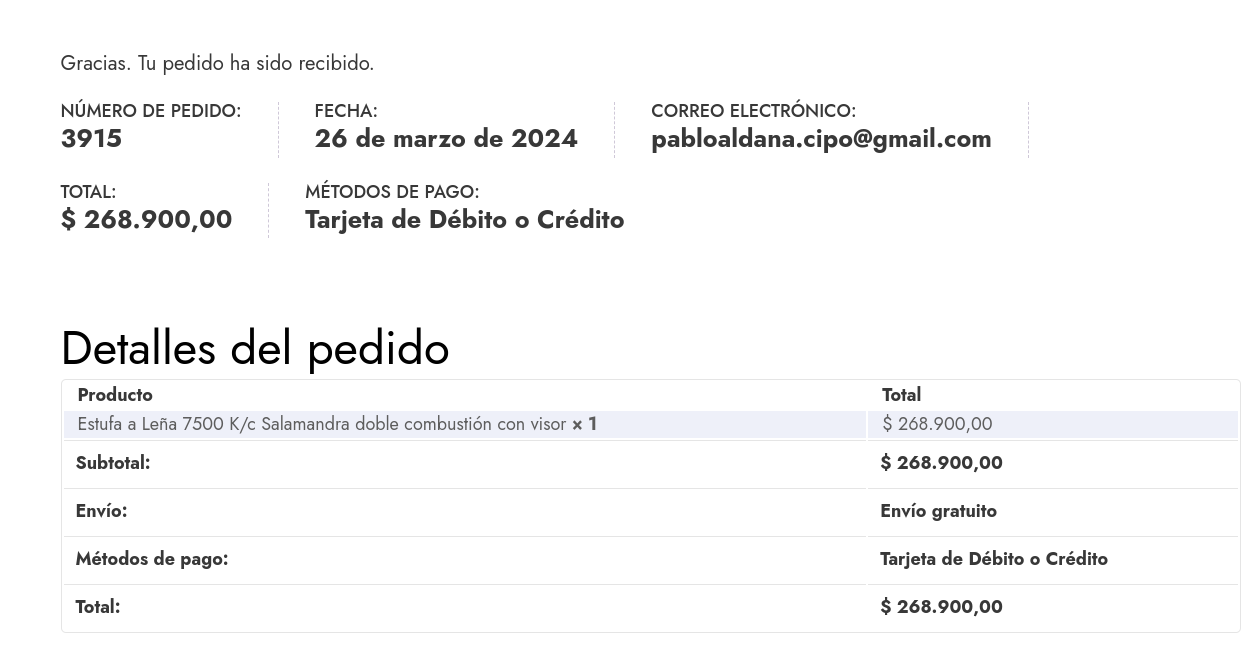 Gracias. Tu pedido ha sido recibido.
NÚMERO DE PEDIDO: FECHA: CORREO ELECTRÓNICO:
3915 26 de marzo de 2024 pabloaldana.cipo@gmail.com
TOTAL: MÉTODOS DE PAGO:
$ 268.900,00 Tarjeta de Débito o Crédito
Detalles del pedido
Producto Total
Estufa a Leña 7500 K/c Salamandra doble combustión con visor × 1 $ 268.900,00
Subtotal: $ 268.900,00
Envío: Envío gratuito
Métodos de pago: Tarjeta de Débito o Crédito
Total: $ 268.900,00